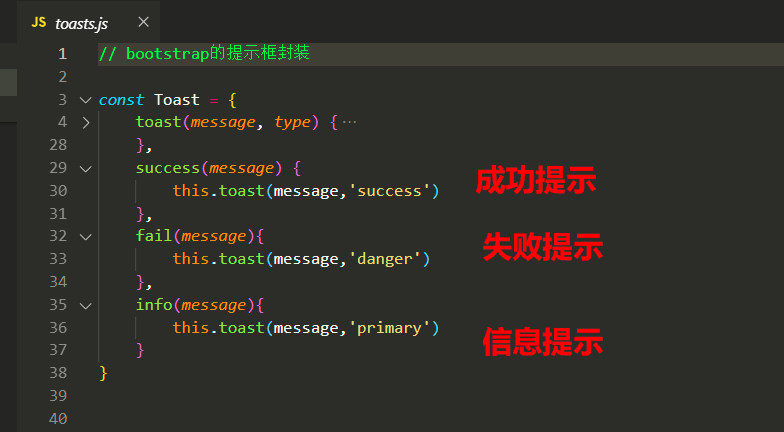 JS toasts.js ×
1 // bootstrap的提示框封装
2
3 const Toast = {
4 toast(message, type) { ···
28 },
29 success(message) {
30 this.toast(message,'success') 成功提示
31 },
32 fail(message){
33 this.toast(message,'danger') 失败提示
34 },
35 info(message){
36 this.toast(message,'primary') 信息提示
37 }
38 }
39
40